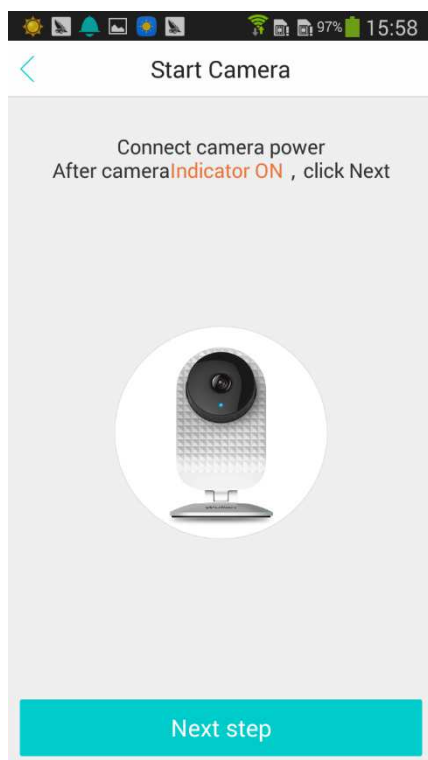 97% 15:58
Start Camera
Connect camera power
After cameraIndicator ON , click Next
Next step